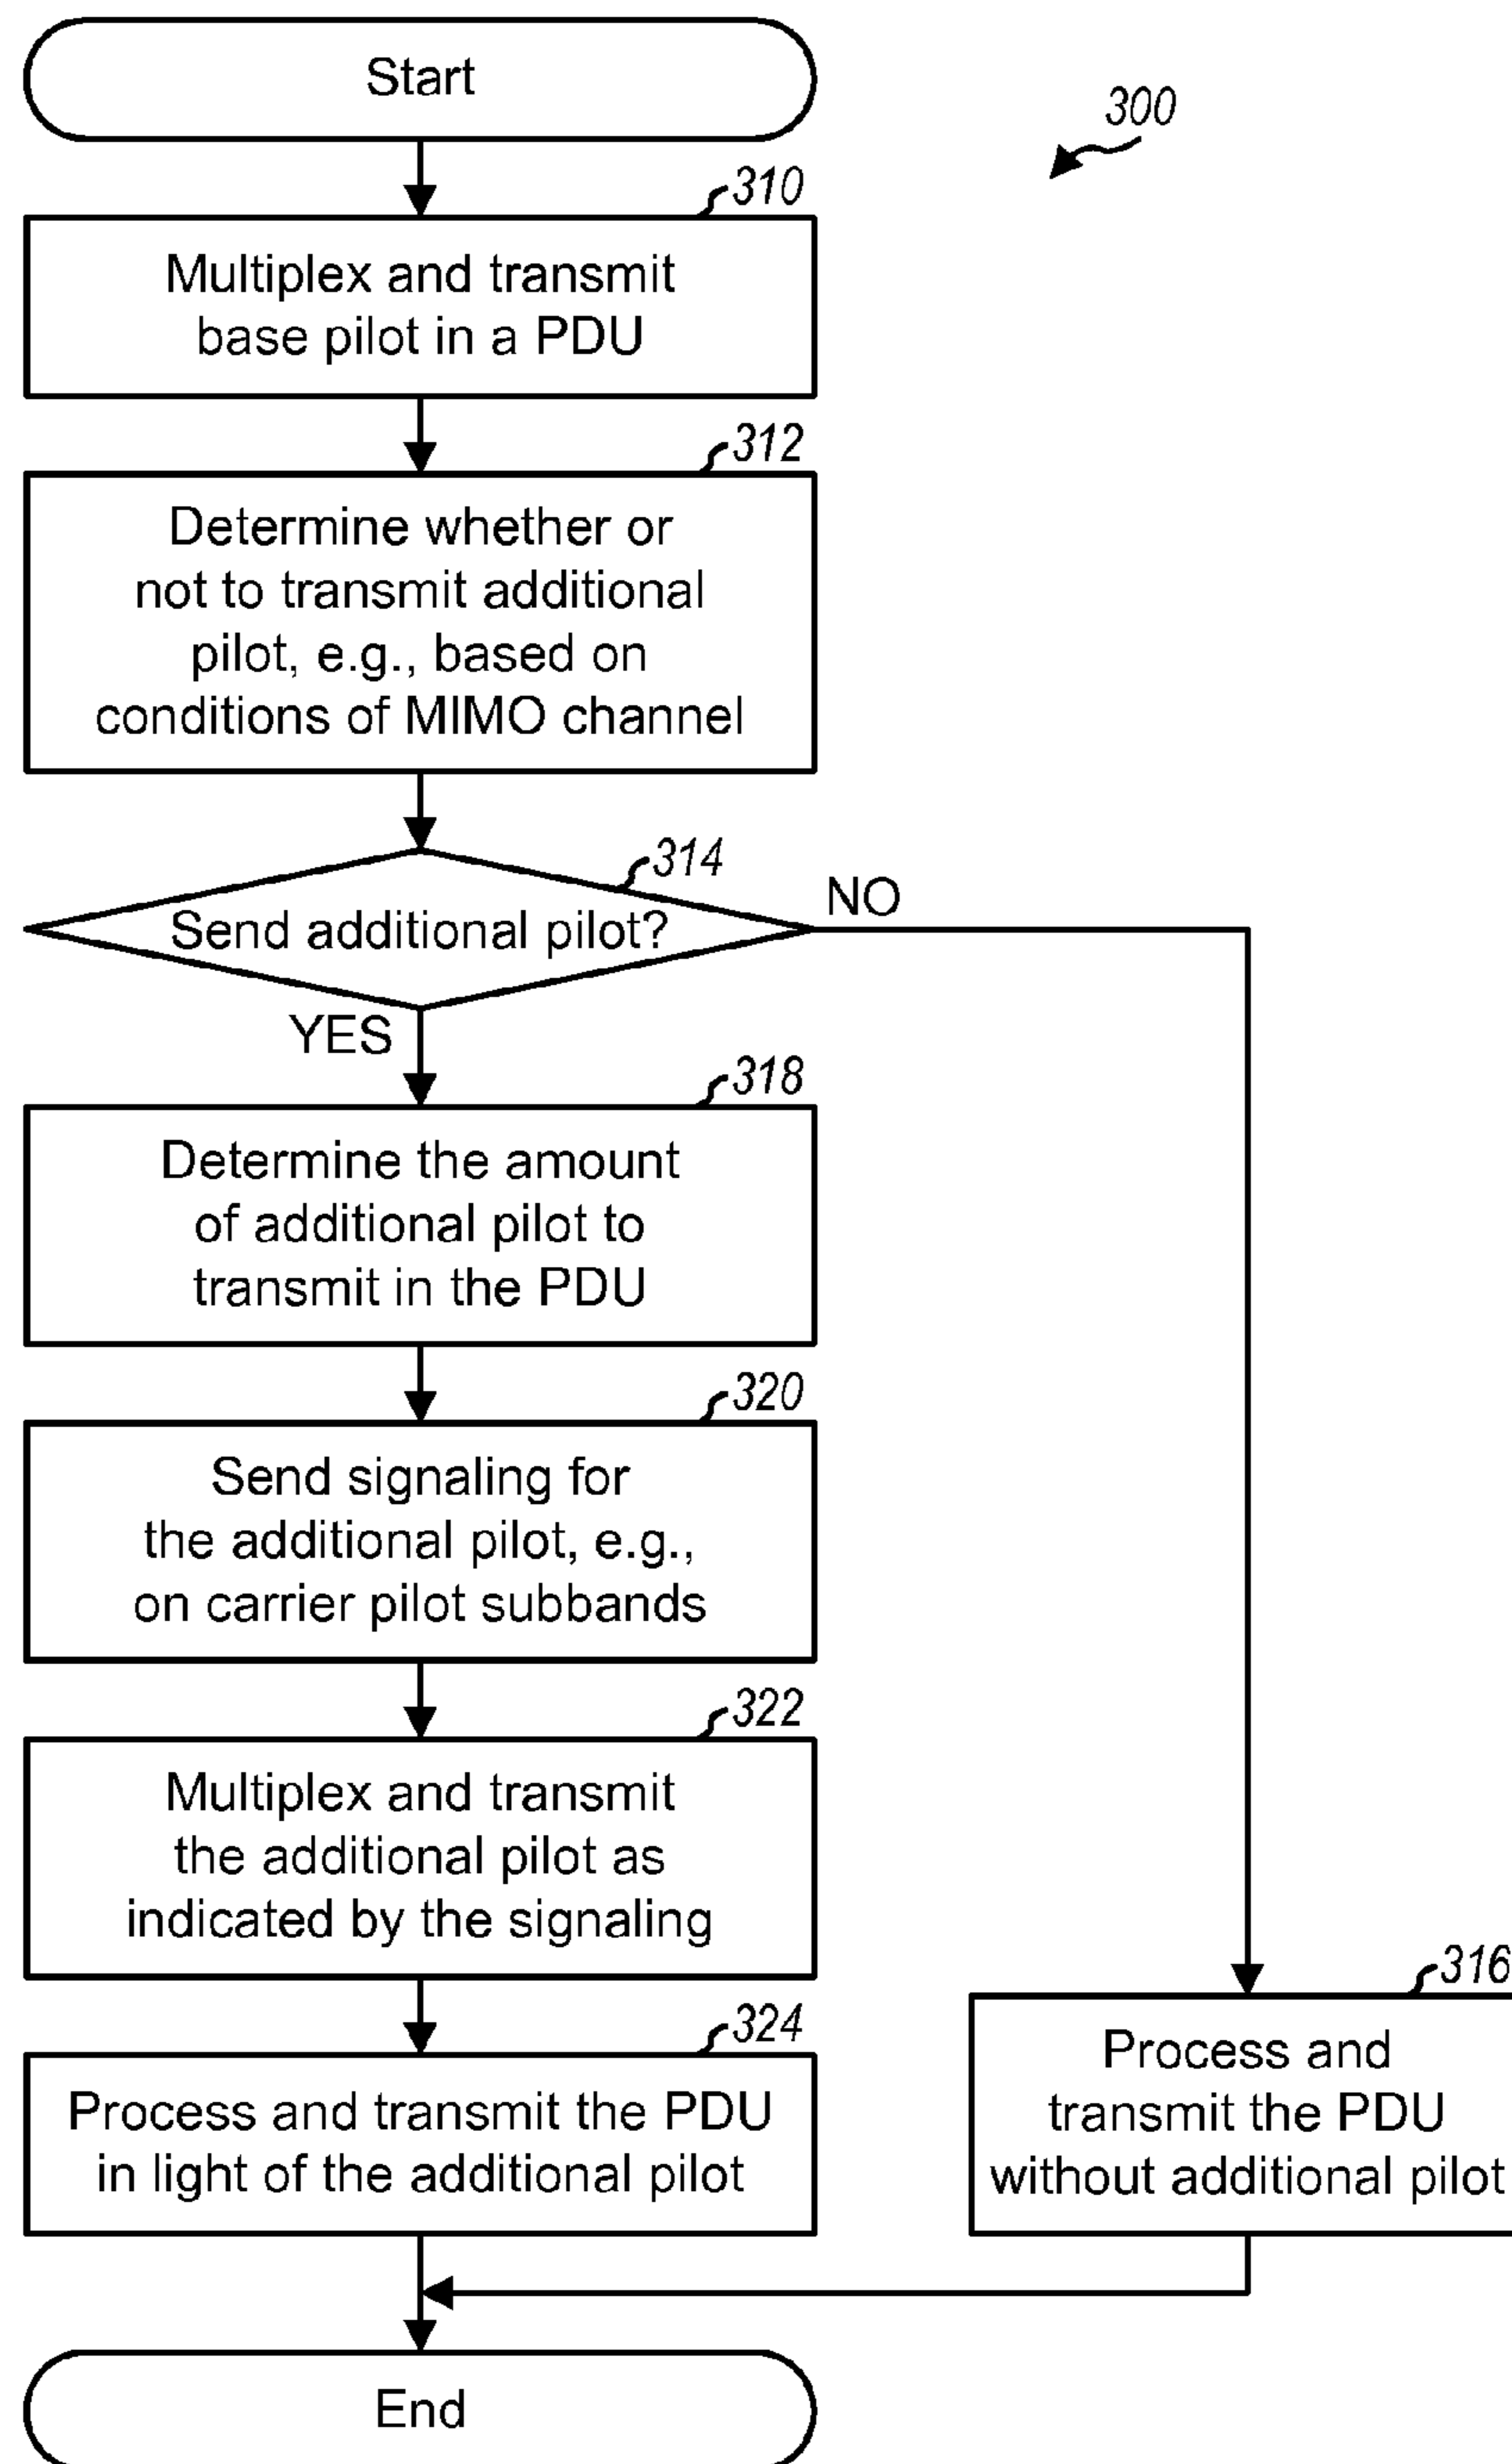 Start
300
310
Multiplex and transmit
base pilot in a PDU
312
Determine whether or
not to transmit additional
pilot, e.g., based on
conditions of MIMO channel
314
Send additional pilot?
NO
YES
318
Determine the amount
of additional pilot to
transmit in the PDU
320
Send signaling for
the additional pilot, e.g.,
on carrier pilot subbands
322
Multiplex and transmit
the additional pilot as
indicated by the signaling
324
Process and transmit the PDU
in light of the additional pilot
316
Process and
transmit the PDU
without additional pilot
End